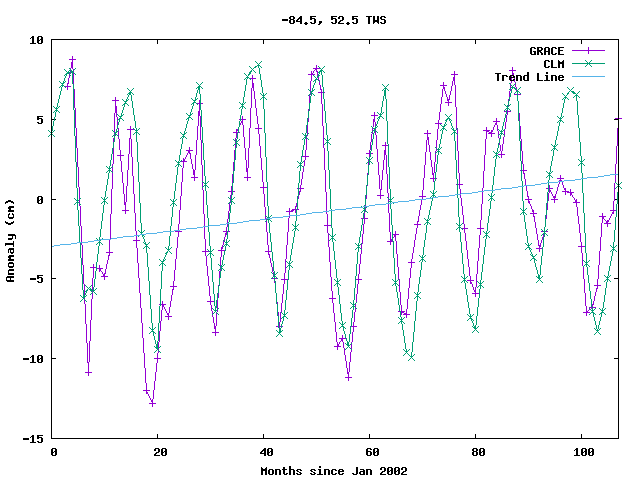 -84.5, 52.5 TWS
GRACE
CLM
Trend Line
10
5
0
-5
-10
-15
Anomaly (cm)
0 20 40 60 80 100
Months since Jan 2002